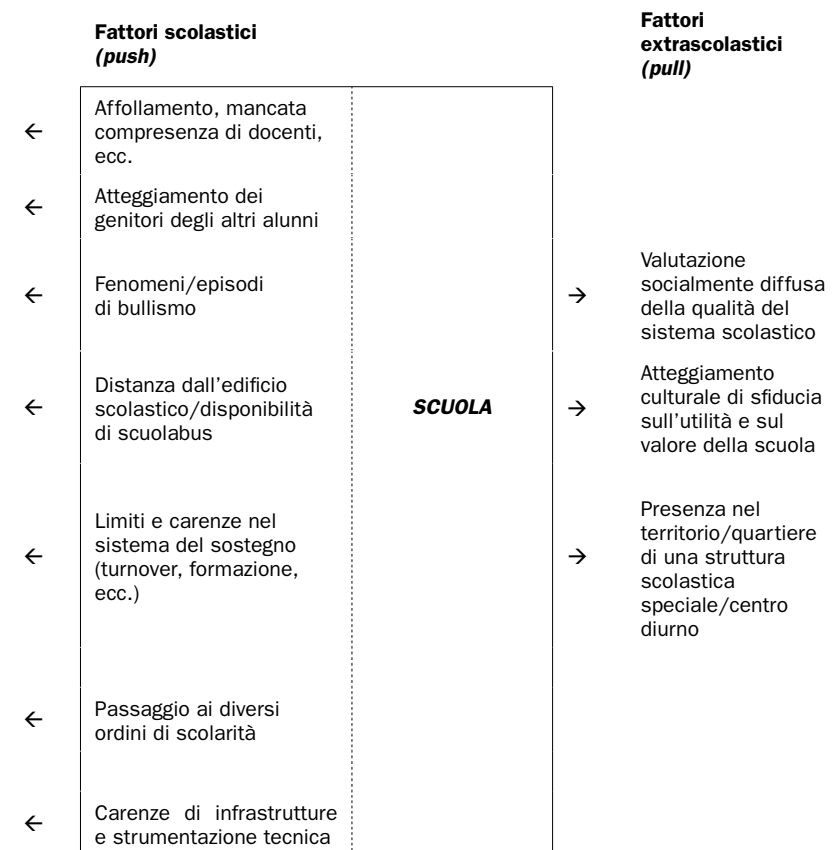 Fattori scolastici
(push)
Fattori
extrascolastici
(pull)
← Affollamento, mancata
compresenza di docenti,
ecc.
← Atteggiamento dei
genitori degli altri alunni
← Fenomeni/episodi
di bullismo
→ Valutazione
socialmente diffusa
della qualità del
sistema scolastico
← Distanza dall'edificio
scolastico/disponibilità
di scuolabus
SCUOLA
→ Atteggiamento
culturale di sfiducia
sull'utilità e sul
valore della scuola
← Limiti e carenze nel
sistema del sostegno
(turnover, formazione,
ecc.)
→ Presenza nel
territorio/quartiere
di una struttura
scolastica
speciale/centro
diurno
← Passaggio ai diversi
ordini di scolarità
← Carenze di infrastrutture
e strumentazione tecnica